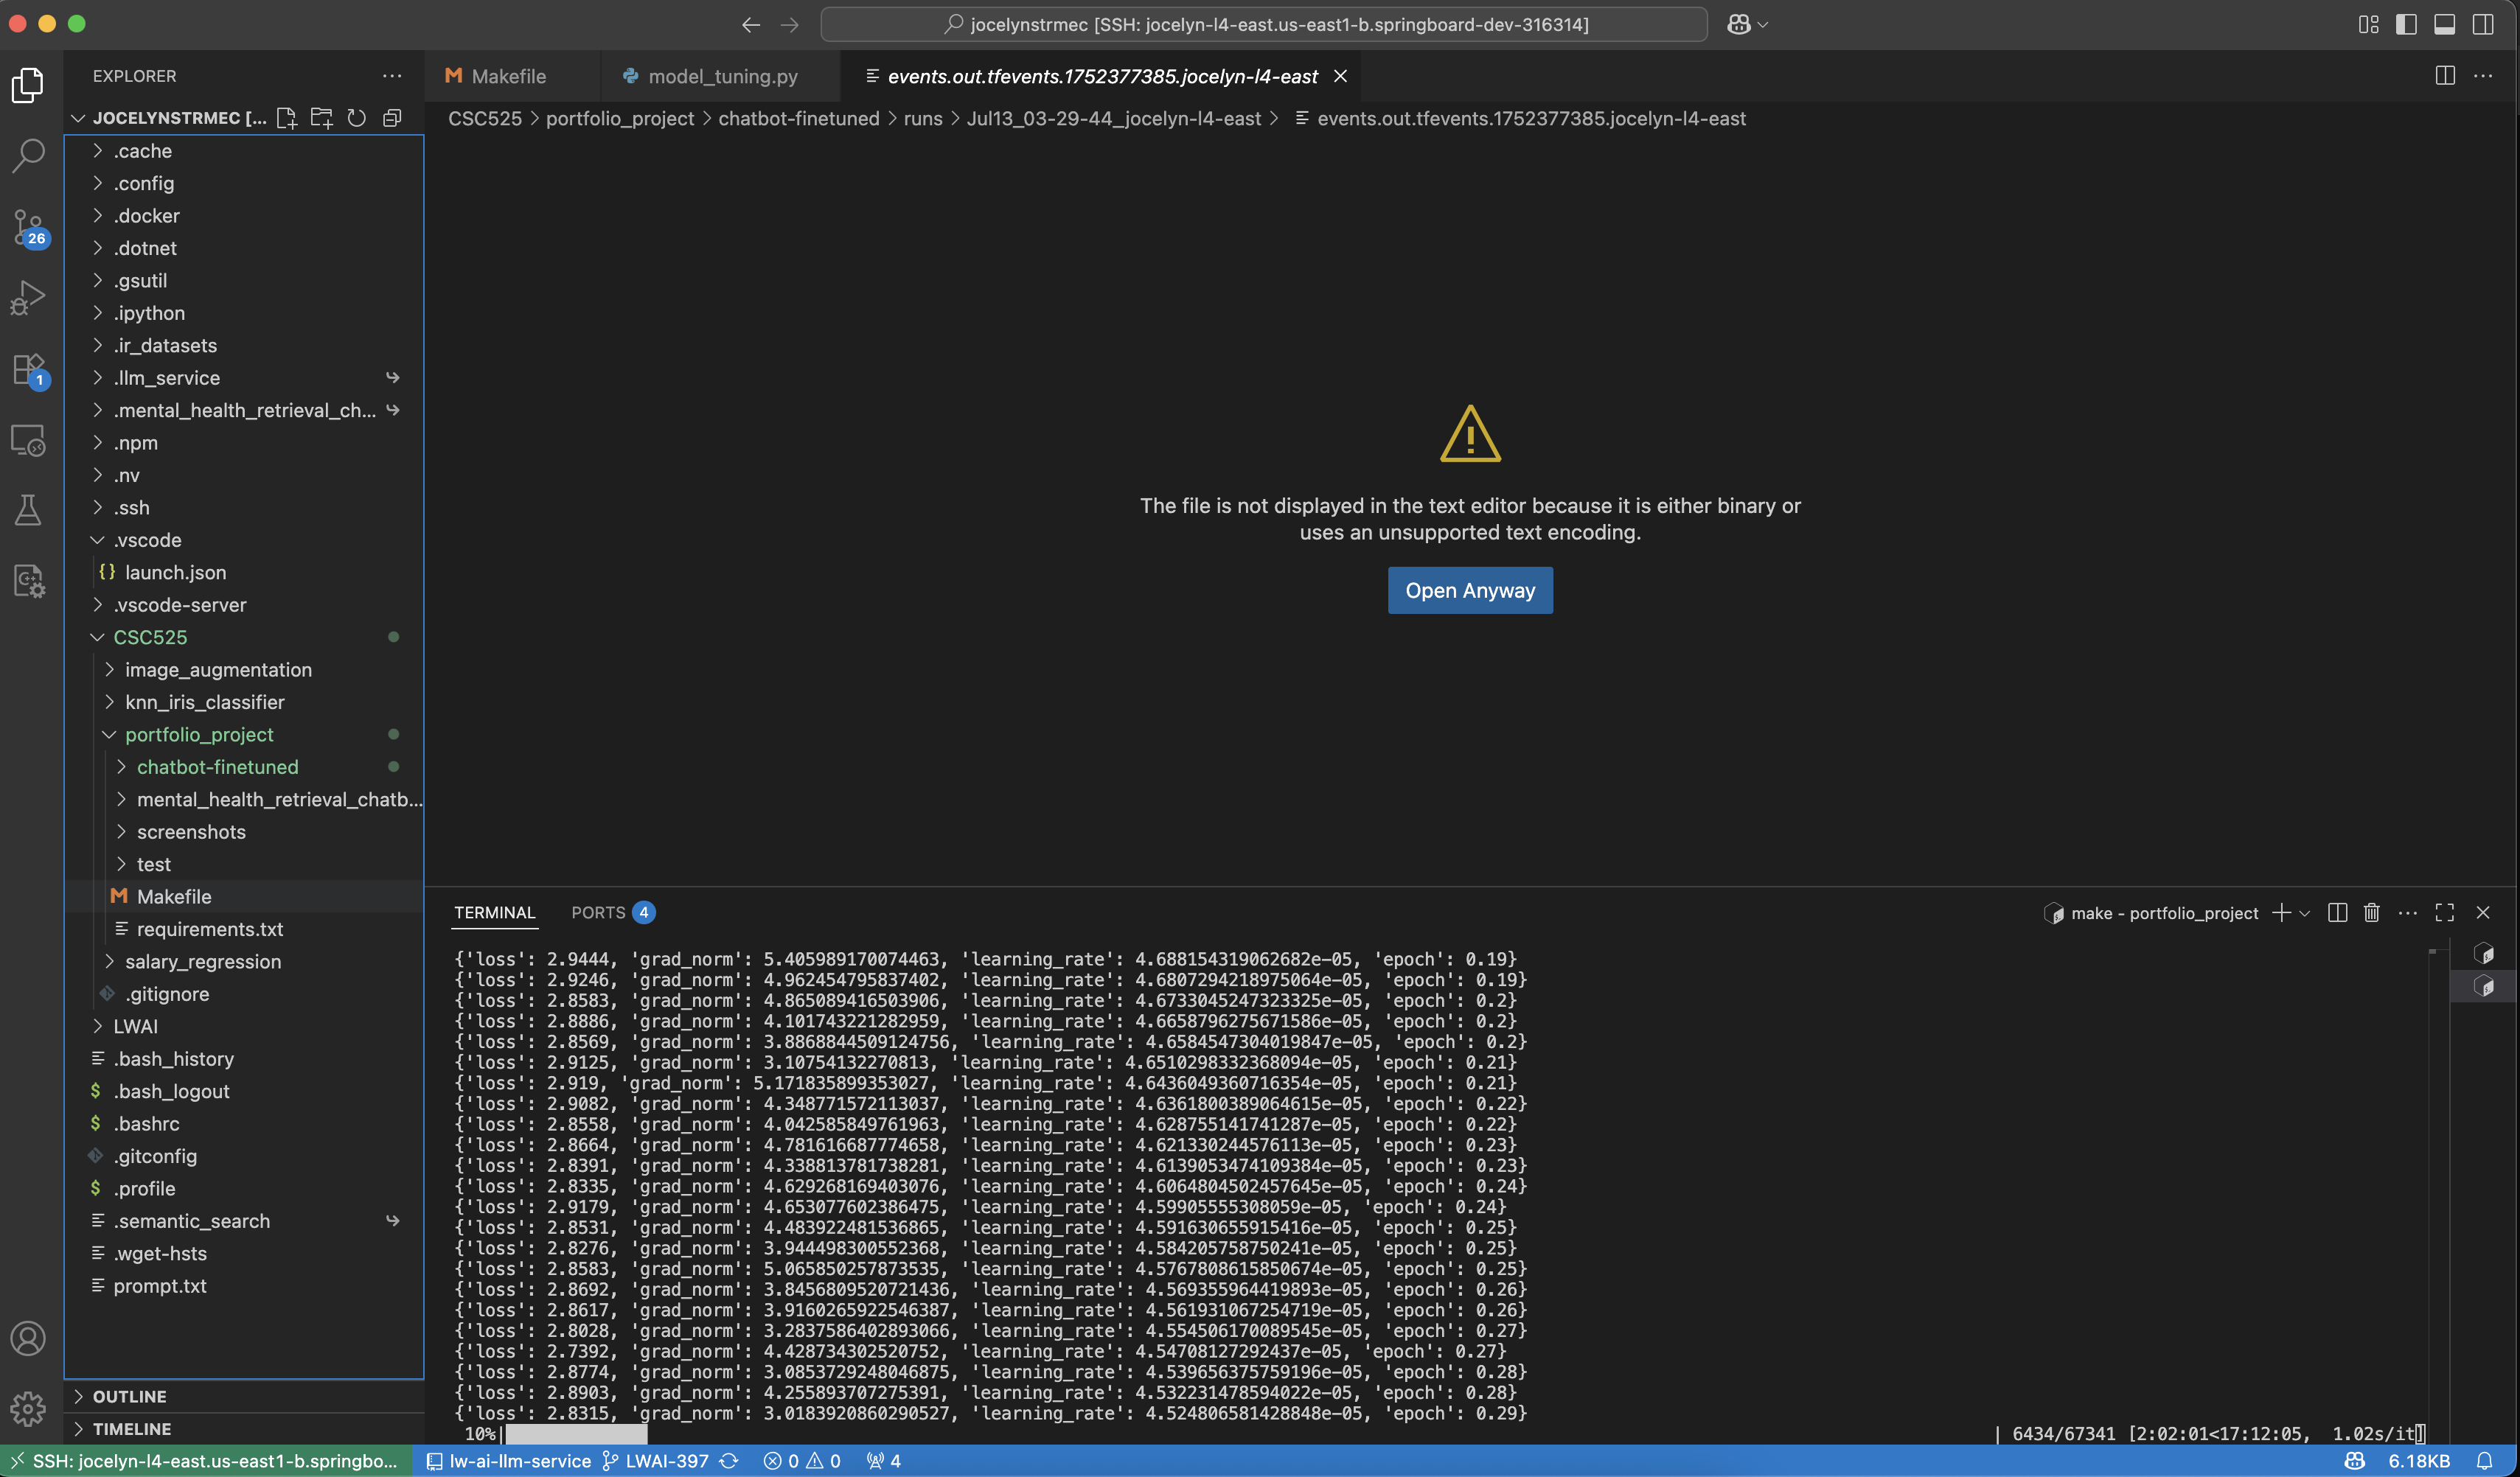 jocelynstrmec [SSH: jocelyn-l4-east.us-east1-b.springboard-dev-316314]
EXPLORER
JOCELYNSTRMEC [...
.cache
.config
.docker
.dotnet
.gsutil
.ipython
.ir_datasets
.llm_service
.mental_health_retrieval_ch...
.npm
.nv
.ssh
.vscode
{} launch.json
.vscode-server
CSC525
image_augmentation
knn_iris_classifier
portfolio_project
chatbot-finetuned
mental_health_retrieval_chatb...
screenshots
test
M Makefile
requirements.txt
salary_regression
.gitignore
LWAI
.bash_history
$ .bash_logout
$ .bashrc
.gitconfig
$ .profile
.semantic_search
.wget-hsts
prompt.txt
OUTLINE
TIMELINE
26
1
M Makefile
model_tuning.py
events.out.tfevents.1752377385.jocelyn-l4-east
CSC525 > portfolio_project > chatbot-finetuned > runs > Jul13_03-29-44_jocelyn-l4-east > events.out.tfevents.1752377385.jocelyn-l4-east
The file is not displayed in the text editor because it is either binary or
uses an unsupported text encoding.
Open Anyway
TERMINAL PORTS 4
make - portfolio_project
{'loss': 2.9444, 'grad_norm': 5.405989170074463, 'learning_rate': 4.688154319062682e-05, 'epoch': 0.19}
{'loss': 2.9246, 'grad_norm': 4.962454795837402, 'learning_rate': 4.6807294218975064e-05, 'epoch': 0.19}
{'loss': 2.8583, 'grad_norm': 4.865089416503906, 'learning_rate': 4.6733045247323325e-05, 'epoch': 0.2}
{'loss': 2.8886, 'grad_norm': 4.101743221282959, 'learning_rate': 4.6658796275671586e-05, 'epoch': 0.2}
{'loss': 2.8569, 'grad_norm': 3.8868844509124756, 'learning_rate': 4.6584547304019847e-05, 'epoch': 0.2}
{'loss': 2.9125, 'grad_norm': 3.10754132270813, 'learning_rate': 4.6510298332368094e-05, 'epoch': 0.21}
{'loss': 2.919, 'grad_norm': 5.171835899353027, 'learning_rate': 4.6436049360716354e-05, 'epoch': 0.21}
{'loss': 2.9082, 'grad_norm': 4.348771572113037, 'learning_rate': 4.6361800389064615e-05, 'epoch': 0.22}
{'loss': 2.8558, 'grad_norm': 4.042585849761963, 'learning_rate': 4.628755141741287e-05, 'epoch': 0.22}
{'loss': 2.8664, 'grad_norm': 4.781616687774658, 'learning_rate': 4.621330244576113e-05, 'epoch': 0.23}
{'loss': 2.8391, 'grad_norm': 4.338813781738281, 'learning_rate': 4.6139053474109384e-05, 'epoch': 0.23}
{'loss': 2.8335, 'grad_norm': 4.629268169403076, 'learning_rate': 4.6064804502457645e-05, 'epoch': 0.24}
{'loss': 2.9179, 'grad_norm': 4.653077602386475, 'learning_rate': 4.59905555308059e-05, 'epoch': 0.24}
{'loss': 2.8531, 'grad_norm': 4.483922481536865, 'learning_rate': 4.591630655915416e-05, 'epoch': 0.25}
{'loss': 2.8276, 'grad_norm': 3.944498300552368, 'learning_rate': 4.584205758750241e-05, 'epoch': 0.25}
{'loss': 2.8583, 'grad_norm': 5.065850257873535, 'learning_rate': 4.5767808615850674e-05, 'epoch': 0.25}
{'loss': 2.8692, 'grad_norm': 3.8456809520721436, 'learning_rate': 4.569355964419893e-05, 'epoch': 0.26}
{'loss': 2.8617, 'grad_norm': 3.9160265922546387, 'learning_rate': 4.561931067254719e-05, 'epoch': 0.26}
{'loss': 2.8028, 'grad_norm': 3.2837586402893066, 'learning_rate': 4.554506170089545e-05, 'epoch': 0.27}
{'loss': 2.7392, 'grad_norm': 4.428734302520752, 'learning_rate': 4.54708127292437e-05, 'epoch': 0.27}
{'loss': 2.8774, 'grad_norm': 3.0853729248046875, 'learning_rate': 4.539656375759196e-05, 'epoch': 0.28}
{'loss': 2.8903, 'grad_norm': 4.255893707275391, 'learning_rate': 4.532231478594022e-05, 'epoch': 0.28}
{'loss': 2.8315, 'grad_norm': 3.0183920860290527, 'learning_rate': 4.524806581428848e-05, 'epoch': 0.29}
10%| | 6434/67341 [2:02:01<17:12:05, 1.02s/it]
SSH: jocelyn-l4-east.us-east1-b.springbo... lw-ai-llm-service LWAI-397 0 0 4 6.18KB